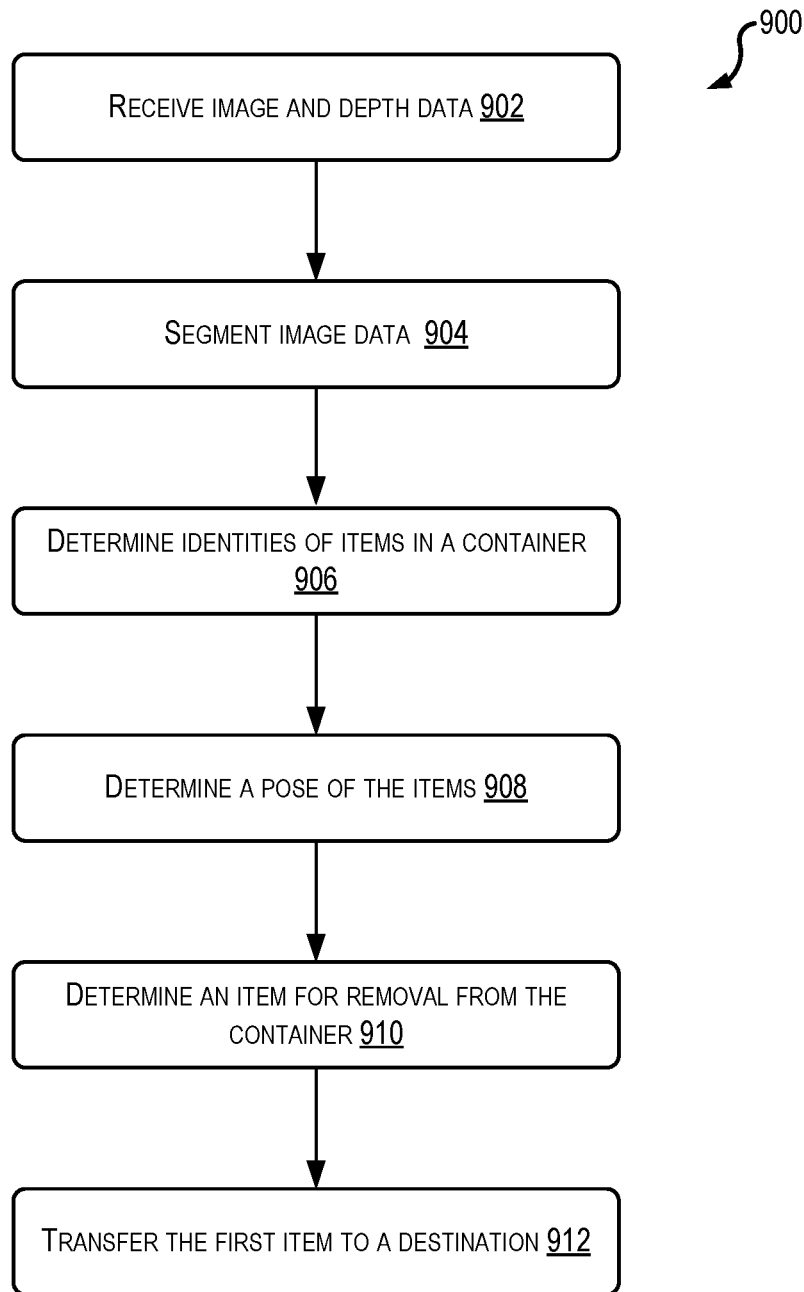 900
RECEIVE IMAGE AND DEPTH DATA 902
SEGMENT IMAGE DATA 904
DETERMINE IDENTITIES OF ITEMS IN A CONTAINER
906
DETERMINE A POSE OF THE ITEMS 908
DETERMINE AN ITEM FOR REMOVAL FROM THE
CONTAINER 910
TRANSFER THE FIRST ITEM TO A DESTINATION 912